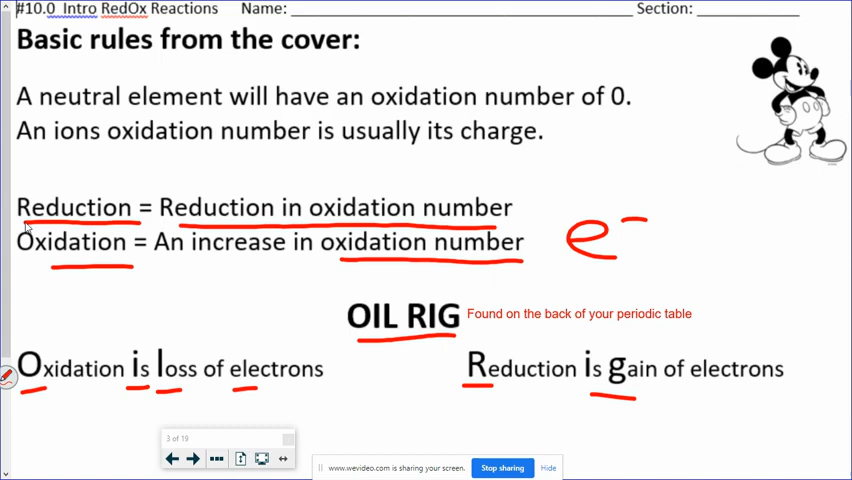 #10.0 Intro RedOx Reactions Name: ________________ Section: ____________
Basic rules from the cover:
A neutral element will have an oxidation number of 0.
An ions oxidation number is usually its charge.
Reduction = Reduction in oxidation number
Oxidation = An increase in oxidation number
e⁻
OIL RIG Found on the back of your periodic table
Oxidation is loss of electrons Reduction is gain of electrons
3 of 19
www.wevideo.com is sharing your screen. Stop sharing Hide